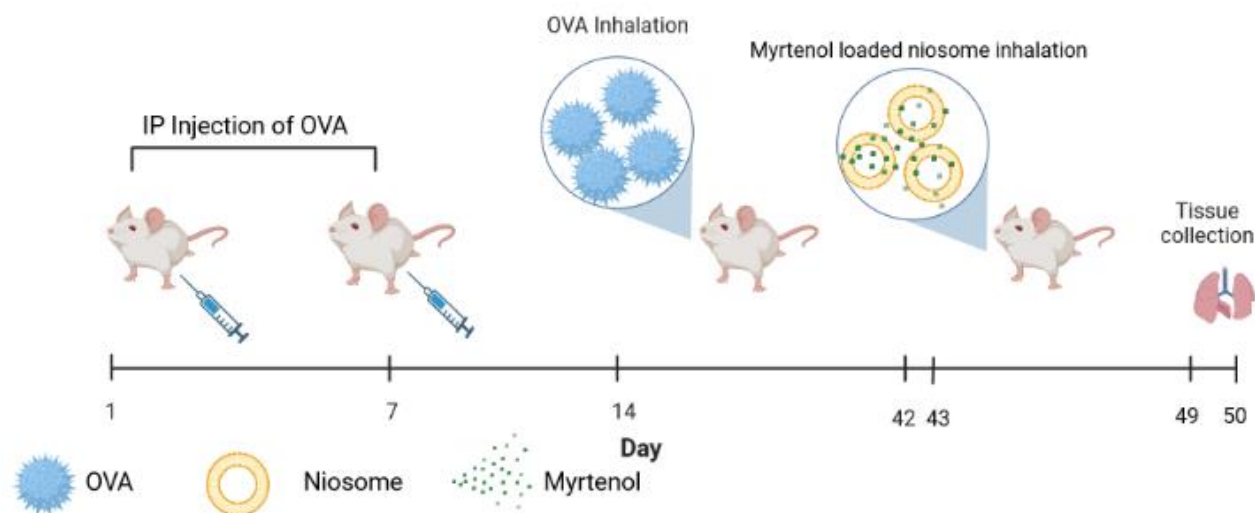 OVA Inhalation
Myrtenol loaded niosome inhalation
IP Injection of OVA
Tissue
collection
1 7 14 42 43 49 50
Day
OVA Niosome Myrtenol